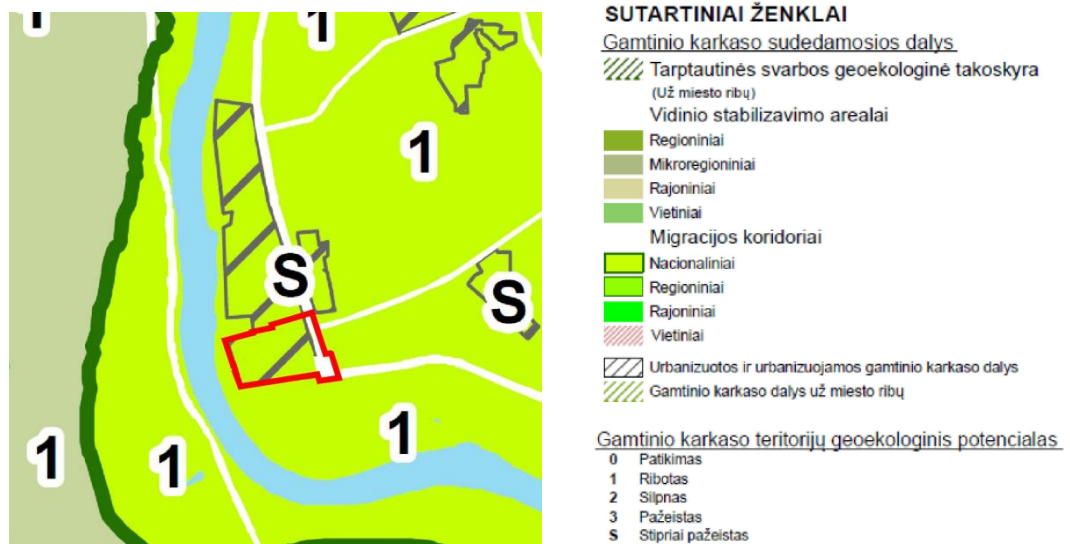 1
1
1
S
S
1
1
1
SUTARTINIAI ŽENKLAI
Gamtinio karkaso sudedamosios dalys
Tarptautinės svarbos geoekologinė takoskyra
(Už miesto ribų)
Vidinio stabilizavimo arealai
Regioniniai
Mikroregioniniai
Rajoniniai
Vietiniai
Migracijos koridoriai
Nacionaliniai
Regioniniai
Rajoniniai
Vietiniai
Urbanizuotos ir urbanizuojamos gamtinio karkaso dalys
Gamtinio karkaso dalys už miesto ribų
Gamtinio karkaso teritorijų geoekologinis potencialas
0 Patikimas
1 Ribotas
2 Silpnas
3 Pažeistas
S Stipriai pažeistas